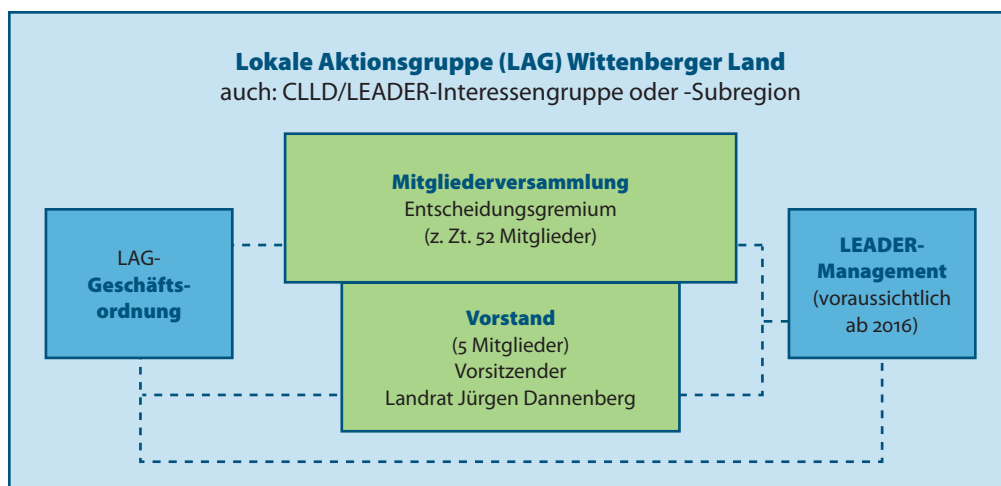 Lokale Aktionsgruppe (LAG) Wittenberger Land
auch: CLLD/LEADER-Interessengruppe oder -Subregion
Mitgliederversammlung
Entscheidungsgremium
(z. Zt. 52 Mitglieder)
LAG-
Geschäfts-
ordnung
LEADER-
Management
(voraussichtlich
ab 2016)
Vorstand
(5 Mitglieder)
Vorsitzender
Landrat Jürgen Dannenberg